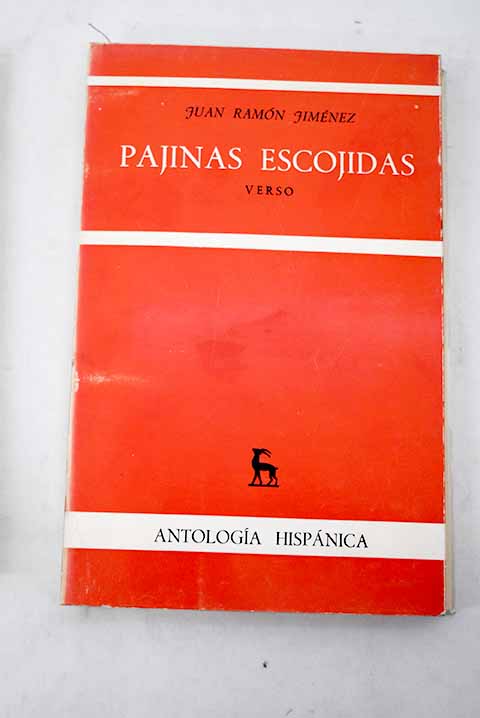 JUAN RAMÓN JIMÉNEZ
PAJINAS ESCOJIDAS
VERSO
ANTOLOGÍA HISPÁNICA